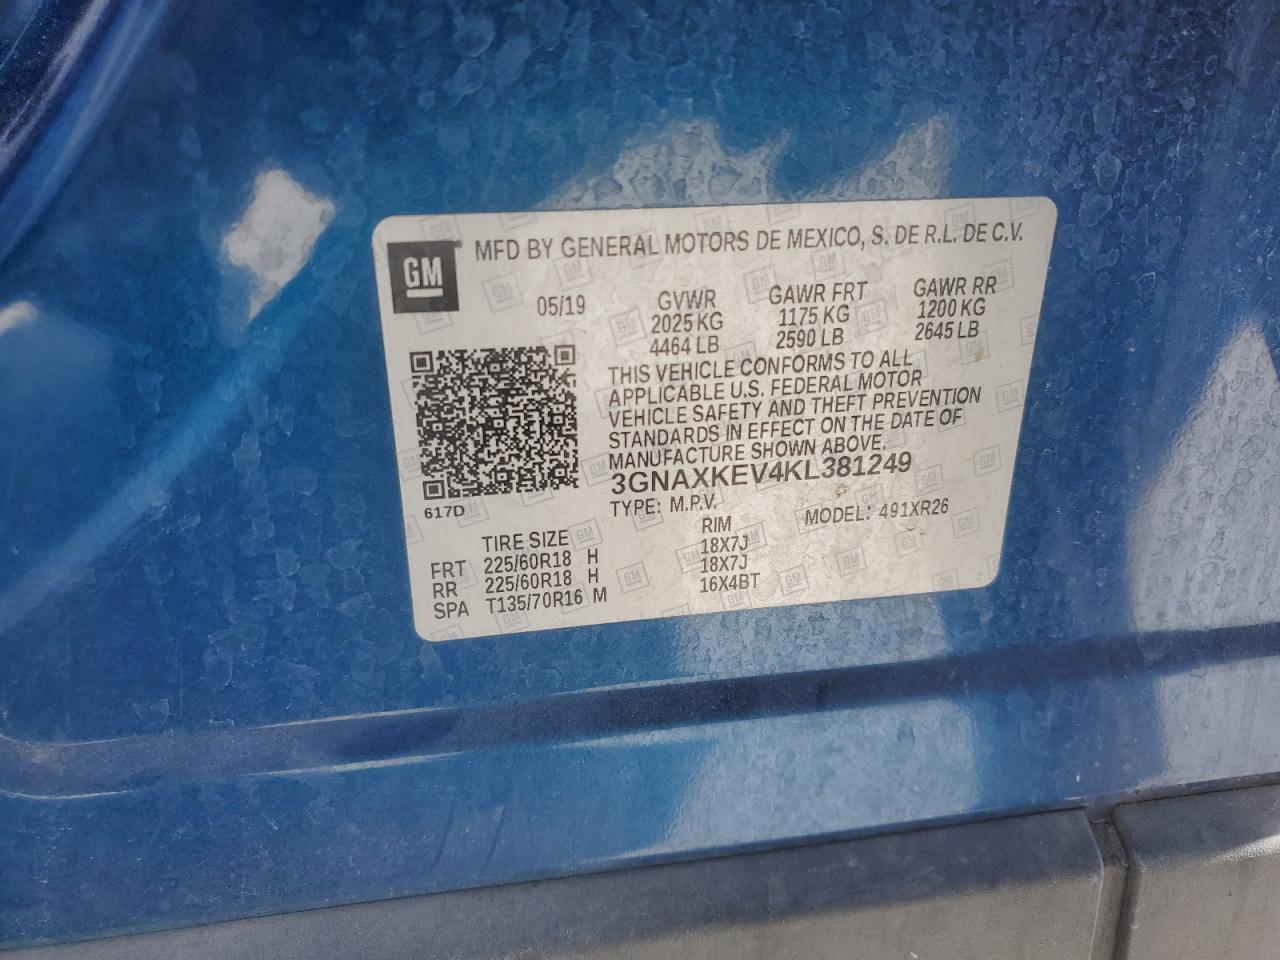 GM
MFD BY GENERAL MOTORS DE MEXICO, S. DE R.L. DE C.V.
05/19 GVWR GAWR FRT GAWR RR
2025 KG 1175 KG 1200 KG
4464 LB 2590 LB 2645 LB
THIS VEHICLE CONFORMS TO ALL
APPLICABLE U.S. FEDERAL MOTOR
VEHICLE SAFETY AND THEFT PREVENTION
STANDARDS IN EFFECT ON THE DATE OF
MANUFACTURE SHOWN ABOVE.
3GNAXKEV4KL381249
617D
TYPE: M.P.V. MODEL: 491XR26
TIRE SIZE RIM
FRT 225/60R18 H 18X7J
RR 225/60R18 H 18X7J
SPA T135/70R16 M 16X4BT